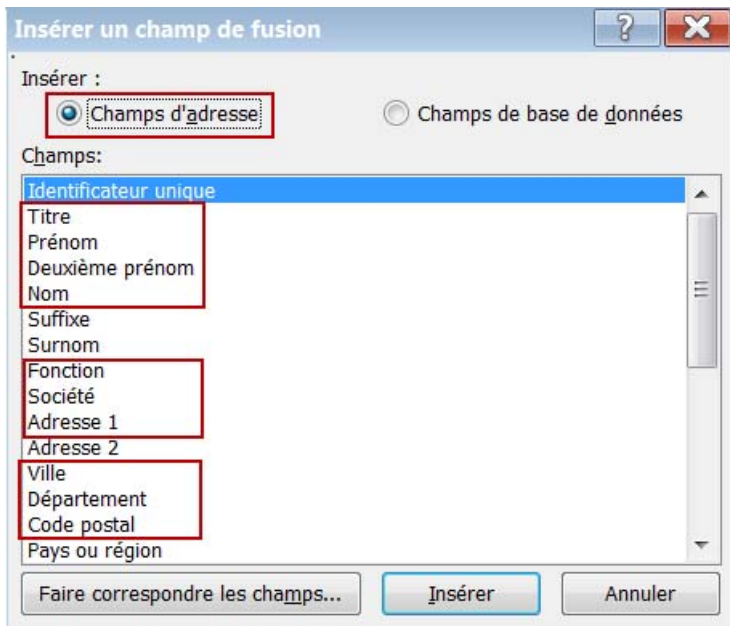 Insérer un champ de fusion
Insérer :
Champs d'adresse Champs de base de données
Champs:
Identificateur unique
Titre
Prénom
Deuxième prénom
Nom
Suffixe
Surnom
Fonction
Société
Adresse 1
Adresse 2
Ville
Département
Code postal
Pays ou région
Faire correspondre les champs... Insérer Annuler